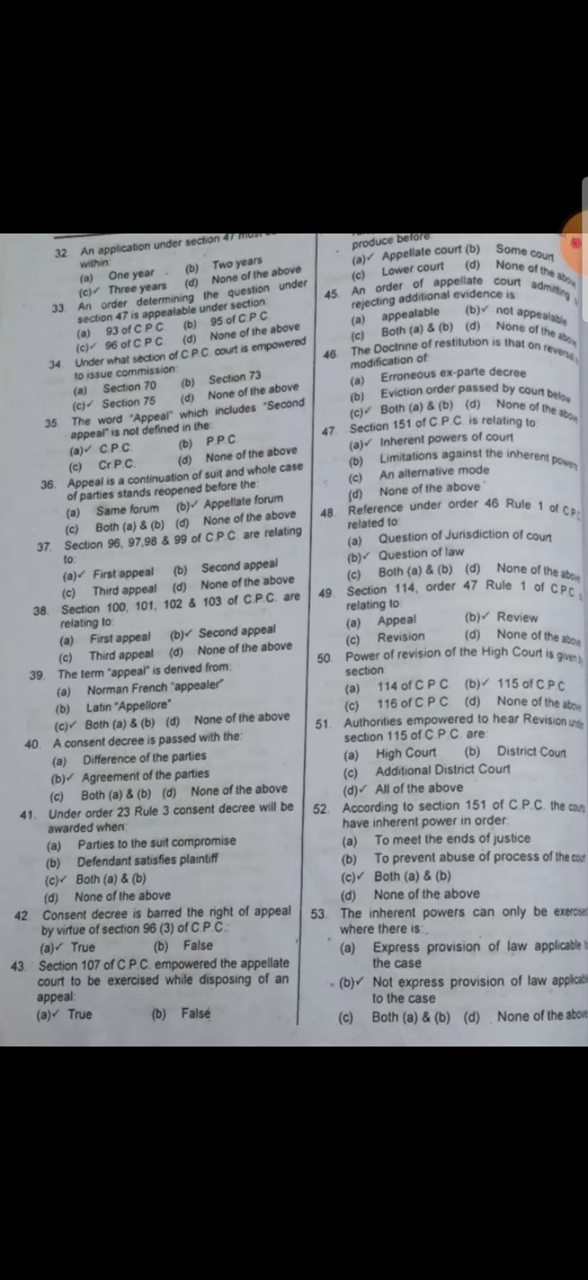 32 An application under section 47
within:
(a) One year (b) Two years
(c)✓ Three years (d) None of the above
33. An order determining the question under
section 47 is appealable under section:
(a) 93 of C.P.C. (b) 95 of C.P.C
(c)✓ 96 of C.P.C. (d) None of the above
34. Under what section of C.P.C. court is empowered
to issue commission:
(a) Section 70 (b) Section 73
(c)✓ Section 75 (d) None of the above
35. The word "Appeal" which includes "Second
appeal" is not defined in the:
(a)✓ C.P.C. (b) P.P.C.
(c) Cr.P.C. (d) None of the above
36. Appeal is a continuation of suit and whole case
of parties stands reopened before the:
(a) Same forum (b)✓ Appellate forum
(c) Both (a) & (b) (d) None of the above
37. Section 96, 97,98 & 99 of C.P.C. are relating
to:
(a)✓ First appeal (b) Second appeal
(c) Third appeal (d) None of the above
38. Section 100, 101, 102 & 103 of C.P.C. are
relating to:
(a) First appeal (b)✓ Second appeal
(c) Third appeal (d) None of the above
39. The term "appeal" is derived from:
(a) Norman French "appealer"
(b) Latin "Appellore"
(c)✓ Both (a) & (b) (d) None of the above
40. A consent decree is passed with the:
(a) Difference of the parties
(b)✓ Agreement of the parties
(c) Both (a) & (b) (d) None of the above
41. Under order 23 Rule 3 consent decree will be
awarded when:
(a) Parties to the suit compromise
(b) Defendant satisfies plaintiff
(c)✓ Both (a) & (b)
(d) None of the above
42. Consent decree is barred the right of appeal
by virtue of section 96 (3) of C.P.C.:
(a)✓ True (b) False
43. Section 107 of C.P.C. empowered the appellate
court to be exercised while disposing of an
appeal:
(a)✓ True (b) False
produce before
(a)✓ Appellate court (b) Some court
(c) Lower court (d) None of the above
45. An order of appellate court admitting
rejecting additional evidence is
(a) appealable (b)✓ not appealable
(c) Both (a) & (b) (d) None of the above
46. The Doctrine of restitution is that on
modification of:
(a) Erroneous ex-parte decree
(b) Eviction order passed by court below
(c)✓ Both (a) & (b) (d) None of the above
47. Section 151 of C.P.C. is relating to:
(a)✓ Inherent powers of court
(b) Limitations against the inherent
(c) An alternative mode
(d) None of the above
48. Reference under order 46 Rule 1 of
related to:
(a) Question of Jurisdiction of court
(b)✓ Question of law
(c) Both (a) & (b) (d) None of the above
49. Section 114, order 47 Rule 1 of C.P.C.
relating to:
(a) Appeal (b)✓ Review
(c) Revision (d) None of the above
50. Power of revision of the High Court is given
section
(a) 114 of C.P.C. (b)✓ 115 of C.P.C
(c) 116 of C.P.C. (d) None of the above
51. Authorities empowered to hear Revision
section 115 of C.P.C. are:
(a) High Court (b) District Court
(c) Additional District Court
(d)✓ All of the above
52. According to section 151 of C.P.C. the
have inherent power in order:
(a) To meet the ends of justice
(b) To prevent abuse of process of the
(c)✓ Both (a) & (b)
(d) None of the above
53. The inherent powers can only be
where there is:
(a) Express provision of law applicable
the case
(b)✓ Not express provision of law
to the case
(c) Both (a) & (b) (d) None of the above